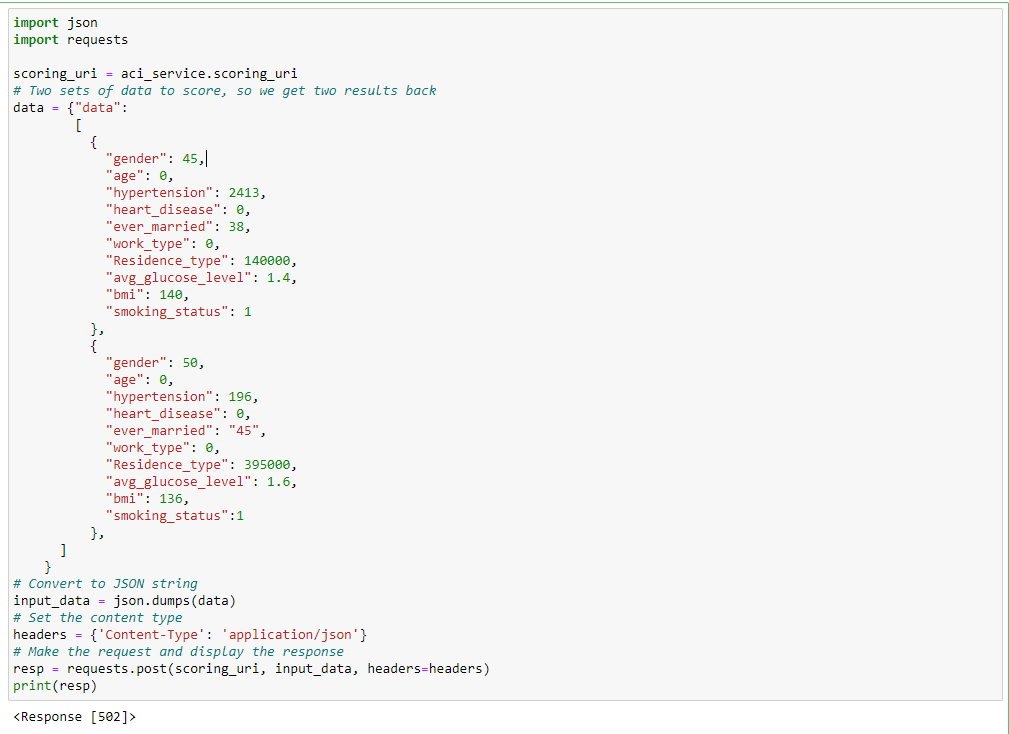 import json
import requests
scoring_uri = aci_service.scoring_uri
# Two sets of data to score, so we get two results back
data = {"data":
[
{
"gender": 45,
"age": 0,
"hypertension": 2413,
"heart_disease": 0,
"ever_married": 38,
"work_type": 0,
"Residence_type": 140000,
"avg_glucose_level": 1.4,
"bmi": 140,
"smoking_status": 1
},
{
"gender": 50,
"age": 0,
"hypertension": 196,
"heart_disease": 0,
"ever_married": "45",
"work_type": 0,
"Residence_type": 395000,
"avg_glucose_level": 1.6,
"bmi": 136,
"smoking_status":1
},
]
}
# Convert to JSON string
input_data = json.dumps(data)
# Set the content type
headers = {'Content-Type': 'application/json'}
# Make the request and display the response
resp = requests.post(scoring_uri, input_data, headers=headers)
print(resp)
<Response [502]>